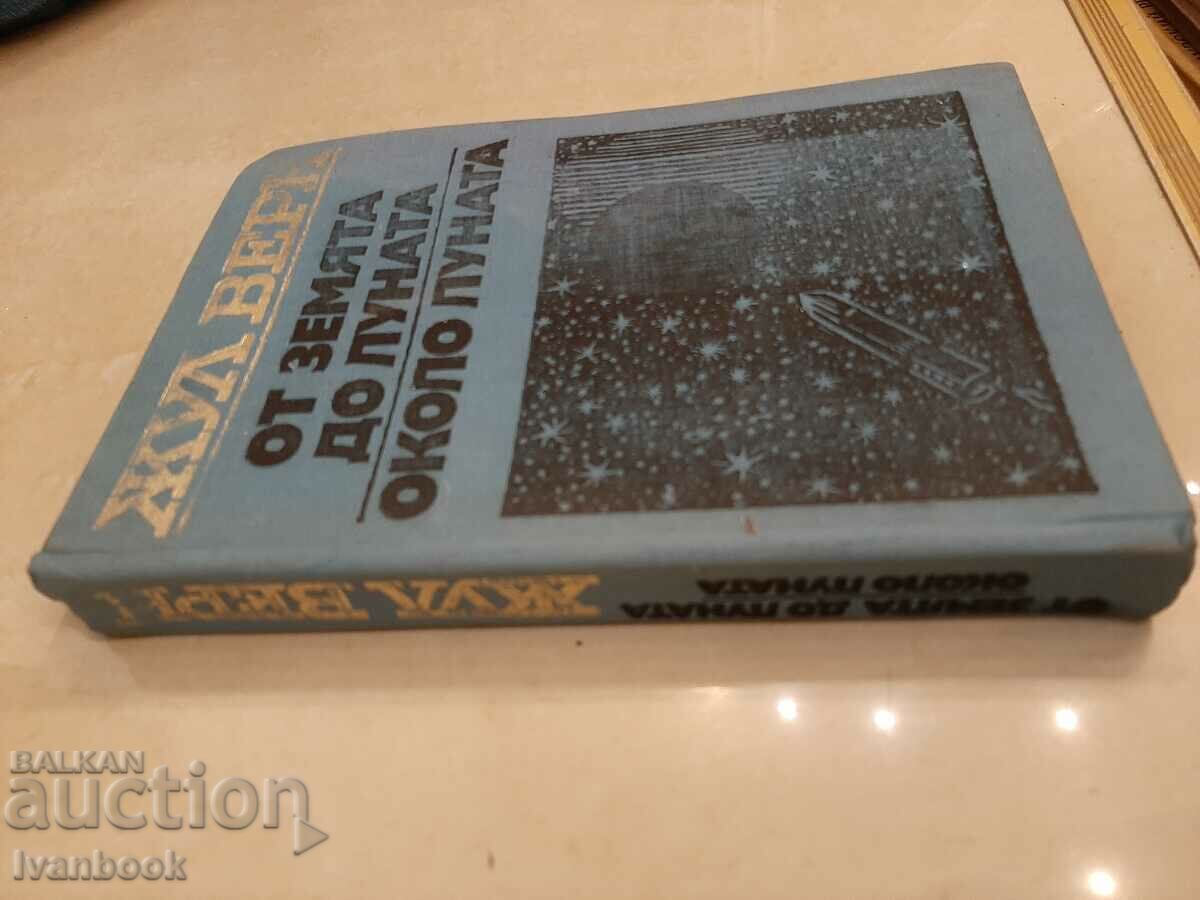 ЖУЛ ВЕРН
ОТ ЗЕМЯТА
ДО ЛУНАТА
ОКОЛО ЛУНАТА
ЖУЛ ВЕРН
ОТ ЗЕМЯТА ДО ЛУНАТА
ОКОЛО ЛУНАТА
BALKAN
auction
Ivanbook